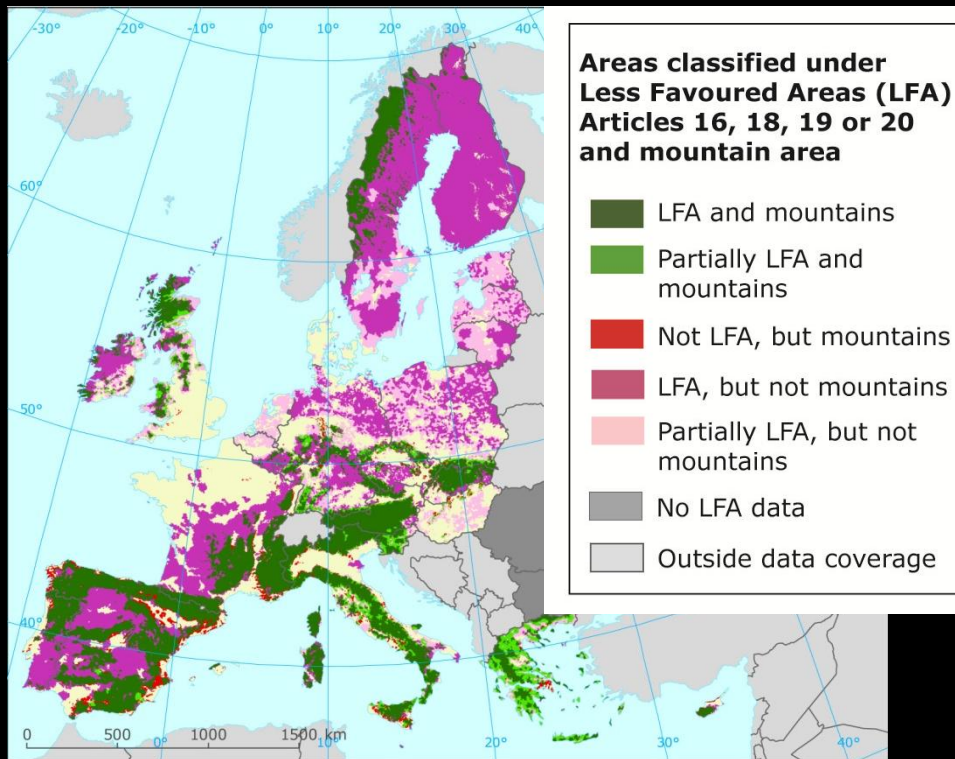 -30°
-20°
-10°
0°
10°
20°
30°
40°
60°
50°
40°
0
500
1000
1500 km
0°
10°
20°
30°
40°
Areas classified under
Less Favoured Areas (LFA)
Articles 16, 18, 19 or 20
and mountain area
LFA and mountains
Partially LFA and
mountains
Not LFA, but mountains
LFA, but not mountains
Partially LFA, but not
mountains
No LFA data
Outside data coverage